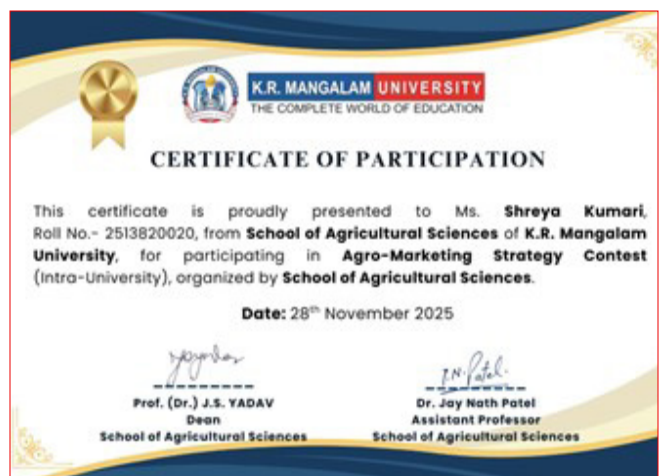 K.R. MANGALAM UNIVERSITY
THE COMPLETE WORLD OF EDUCATION
CERTIFICATE OF PARTICIPATION
This certificate is proudly presented to Ms. Shreya Kumari,
Roll No.- 2513820020, from School of Agricultural Sciences of K.R. Mangalam
University, for participating in Agro-Marketing Strategy Contest
(Intra-University), organized by School of Agricultural Sciences.
Date: 28th November 2025
J.N. Patel.
Prof. (Dr.) J.S. YADAV
Dean
School of Agricultural Sciences
Dr. Jay Nath Patel
Assistant Professor
School of Agricultural Sciences